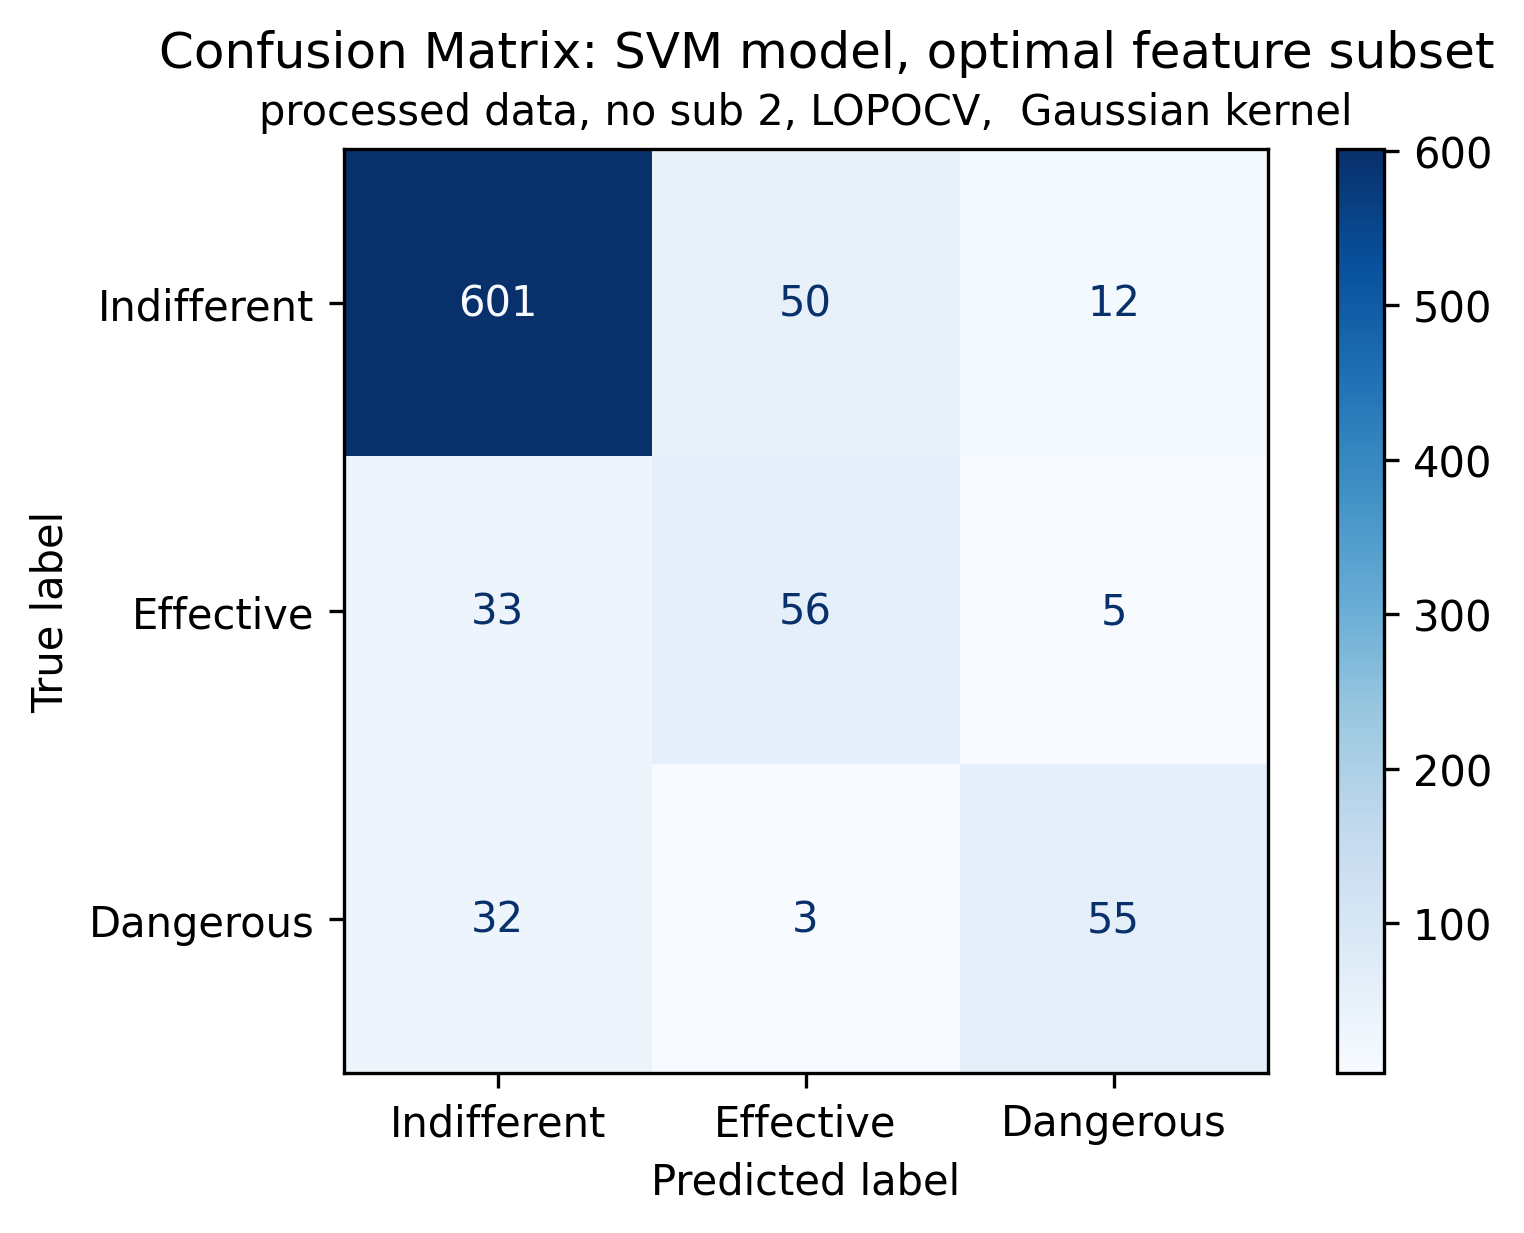 Confusion Matrix: SVM model, optimal feature subset
processed data, no sub 2, LOPOCV,  Gaussian kernel
True label
Indifferent
Effective
Dangerous
601 50 12
33 56 5
32 3 55
Indifferent Effective Dangerous
Predicted label
600
500
400
300
200
100